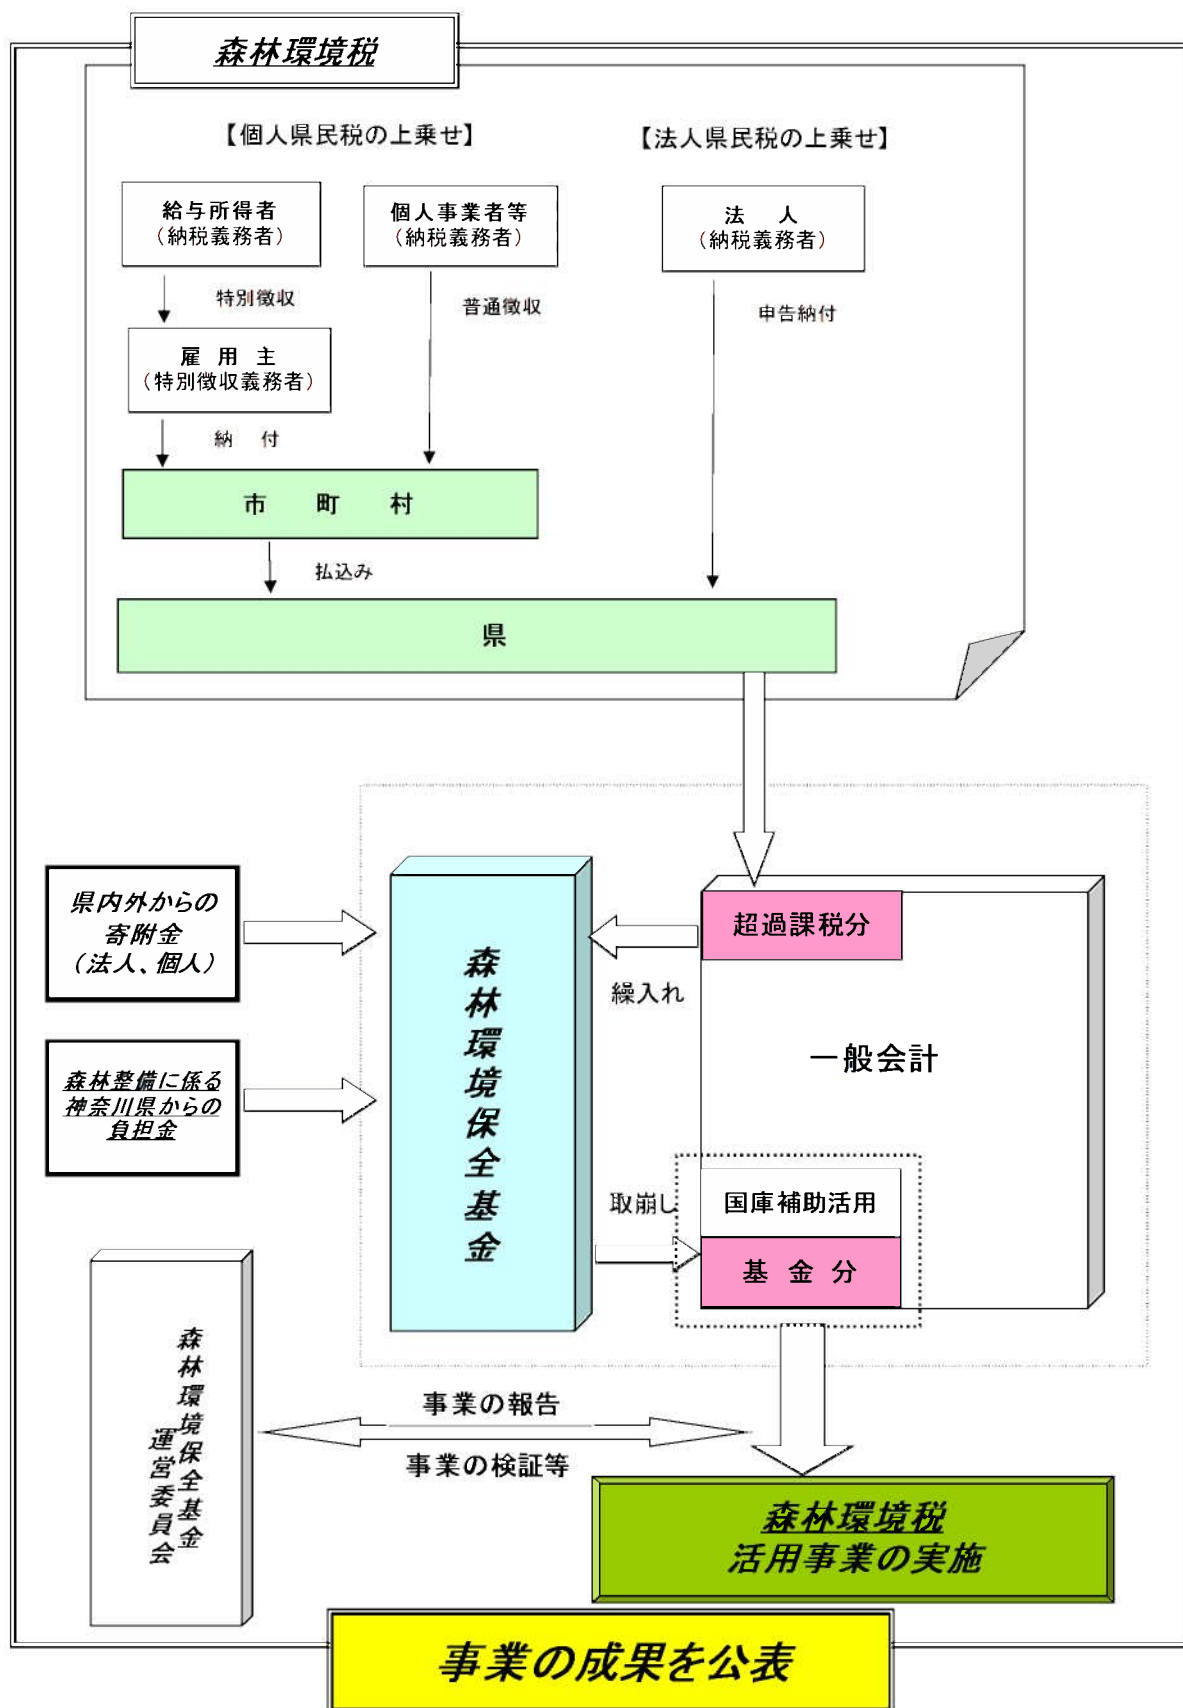 森林環境税
【個人県民税の上乗せ】
【法人県民税の上乗せ】
給与所得者
(納税義務者)
個人事業者等
(納税義務者)
法　人
(納税義務者)
特別徴収
普通徴収
申告納付
雇 用 主
(特別徴収義務者)
納　付
市　町　村
払込み
県
県内外からの
寄附金
(法人、個人)
森林整備に係る
神奈川県からの
負担金
森林環境保全基金
超過課税分
繰入れ
一般会計
取崩し
国庫補助活用
基 金 分
森林環境保全基金
運営委員会
事業の報告
事業の検証等
森林環境税
活用事業の実施
事業の成果を公表